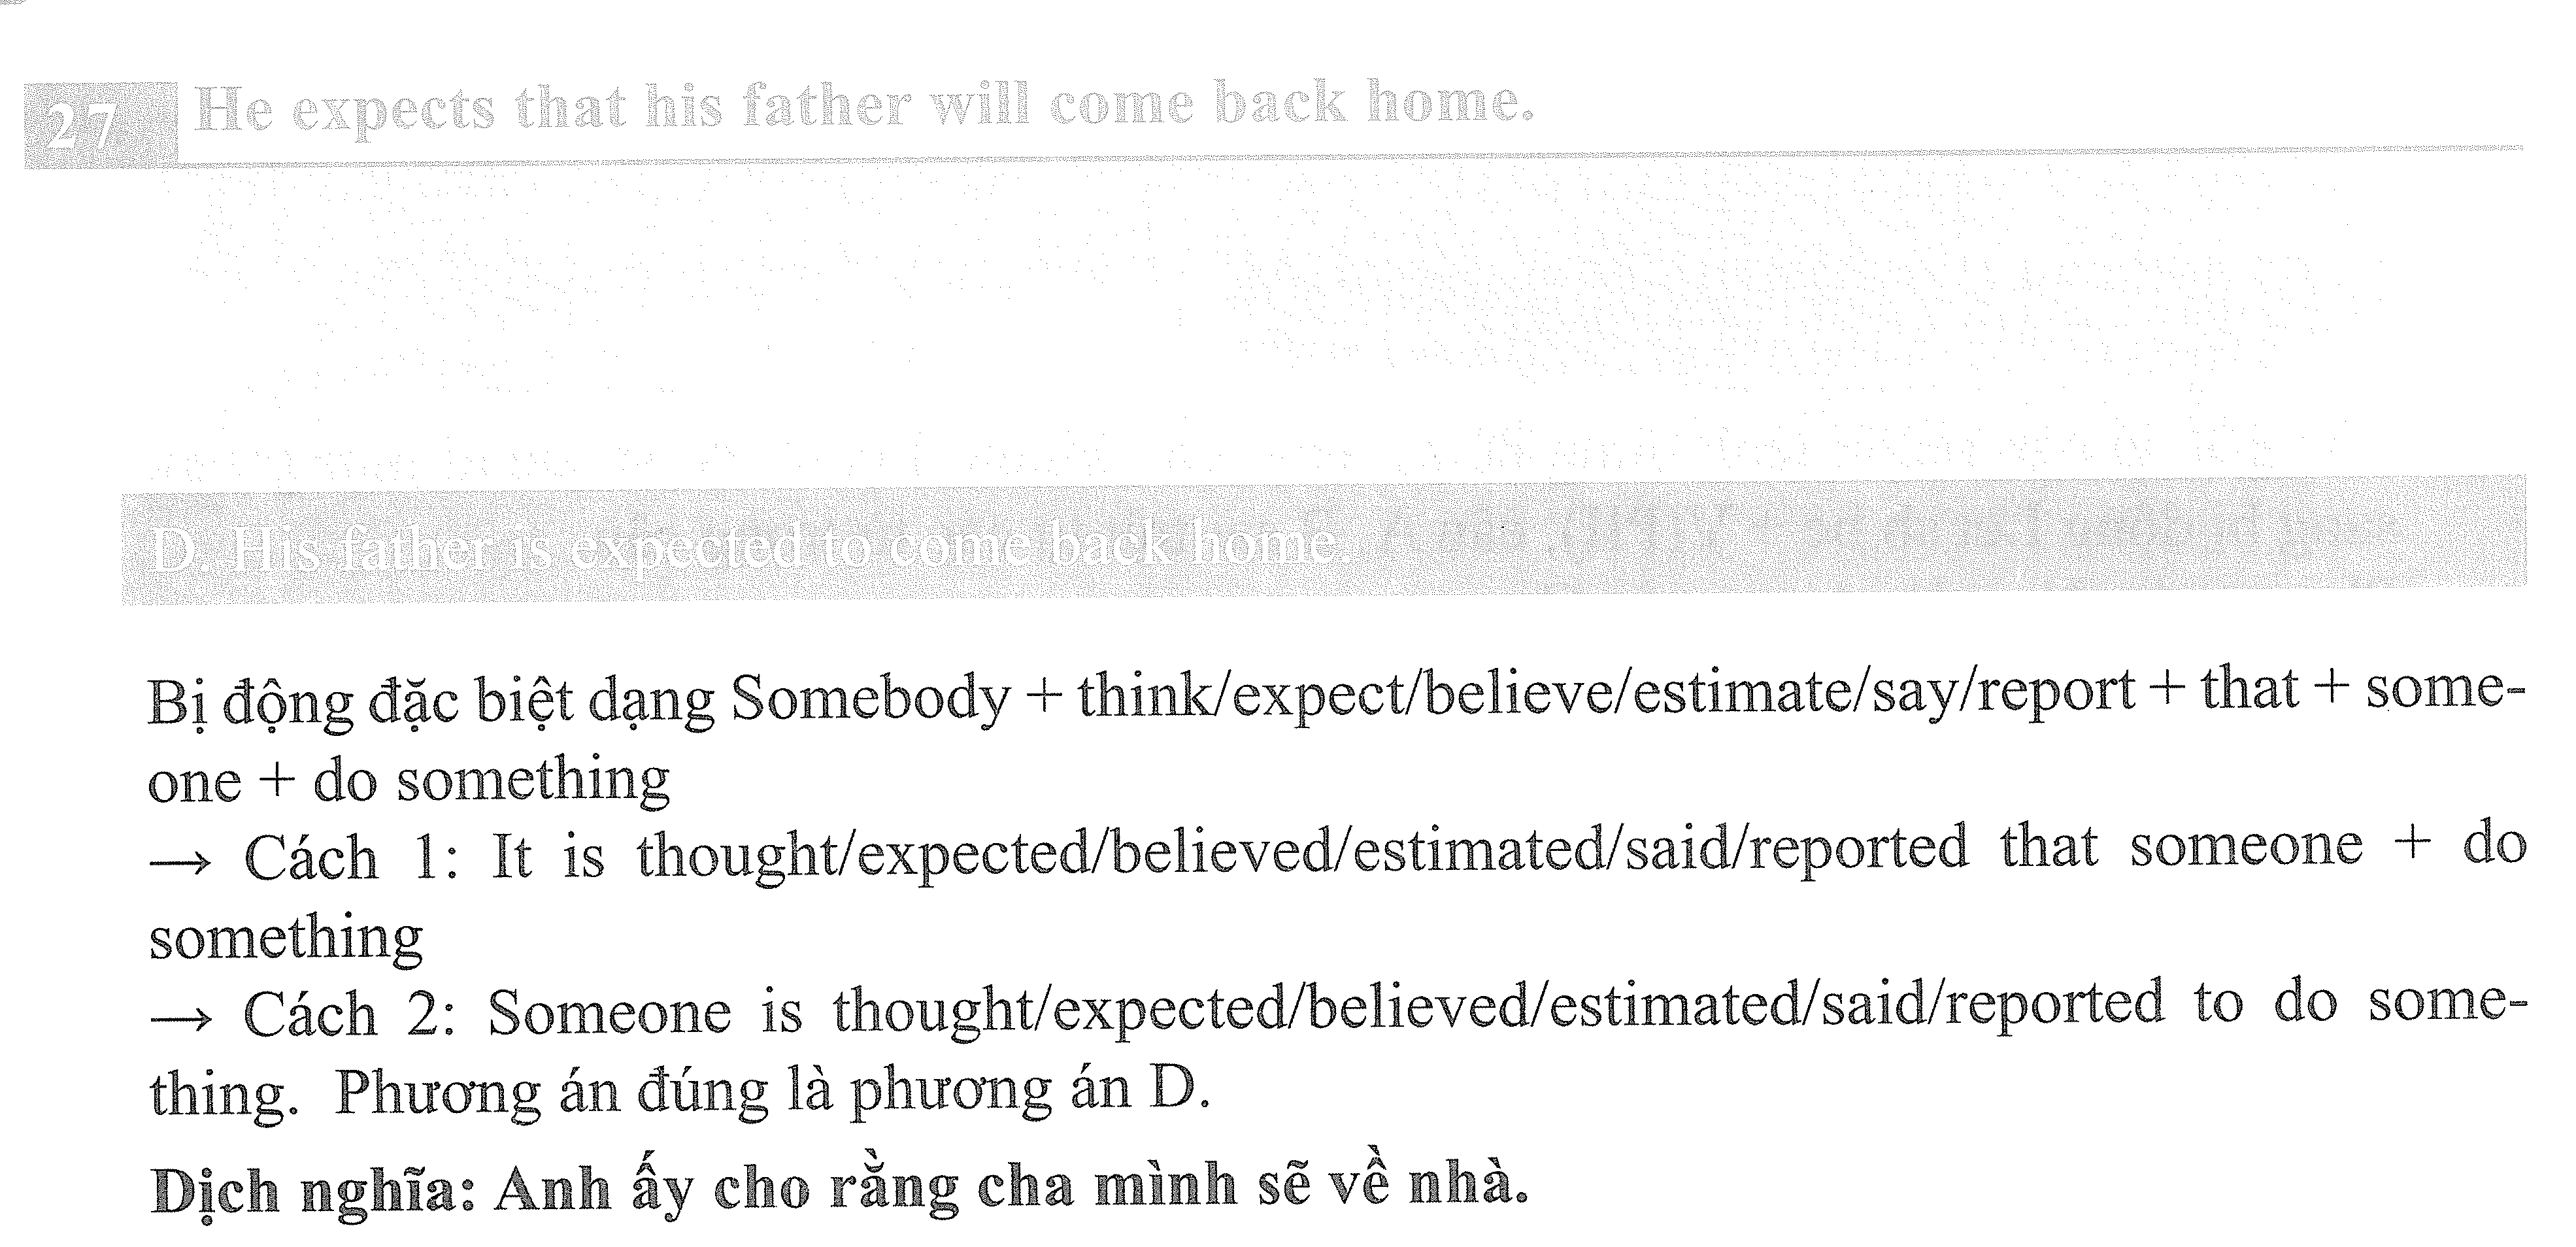 27 He expects that his father will come back home.
D. His father is expected to come back home.
Bị động đặc biệt dạng Somebody + think/expect/believe/estimate/say/report + that + some-
one + do something
→ Cách 1: It is thought/expected/believed/estimated/said/reported that someone + do
something
→ Cách 2: Someone is thought/expected/believed/estimated/said/reported to do some-
thing. Phương án đúng là phương án D.
Dịch nghĩa: Anh ấy cho rằng cha mình sẽ về nhà.